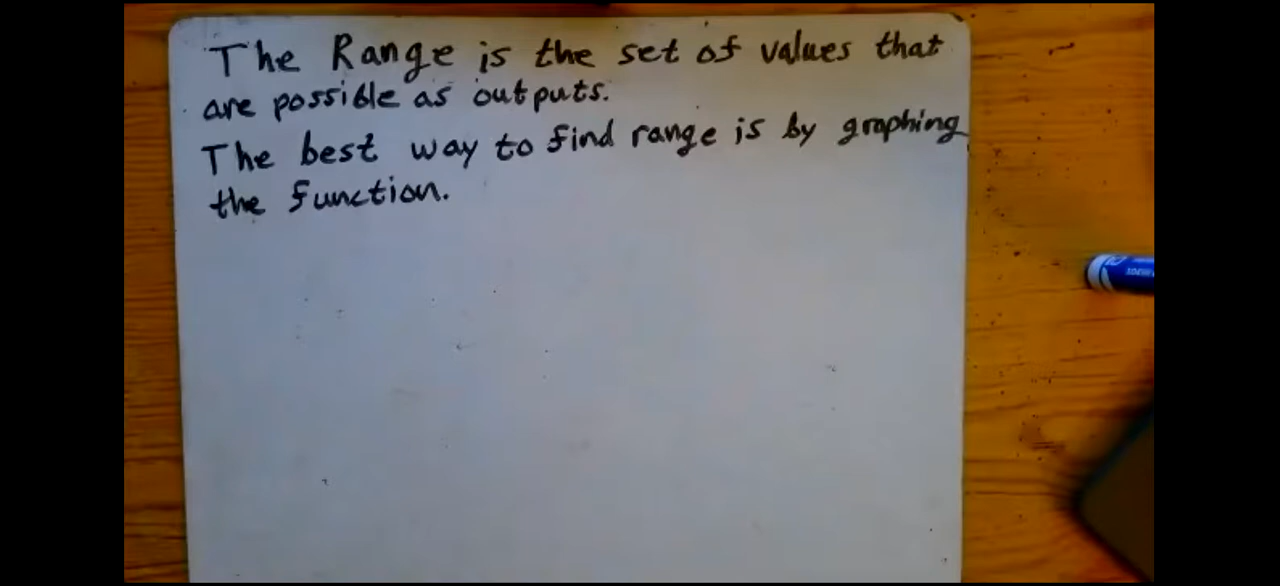 The Range is the set of values that
are possible as outputs.
The best way to find range is by graphing
the function.